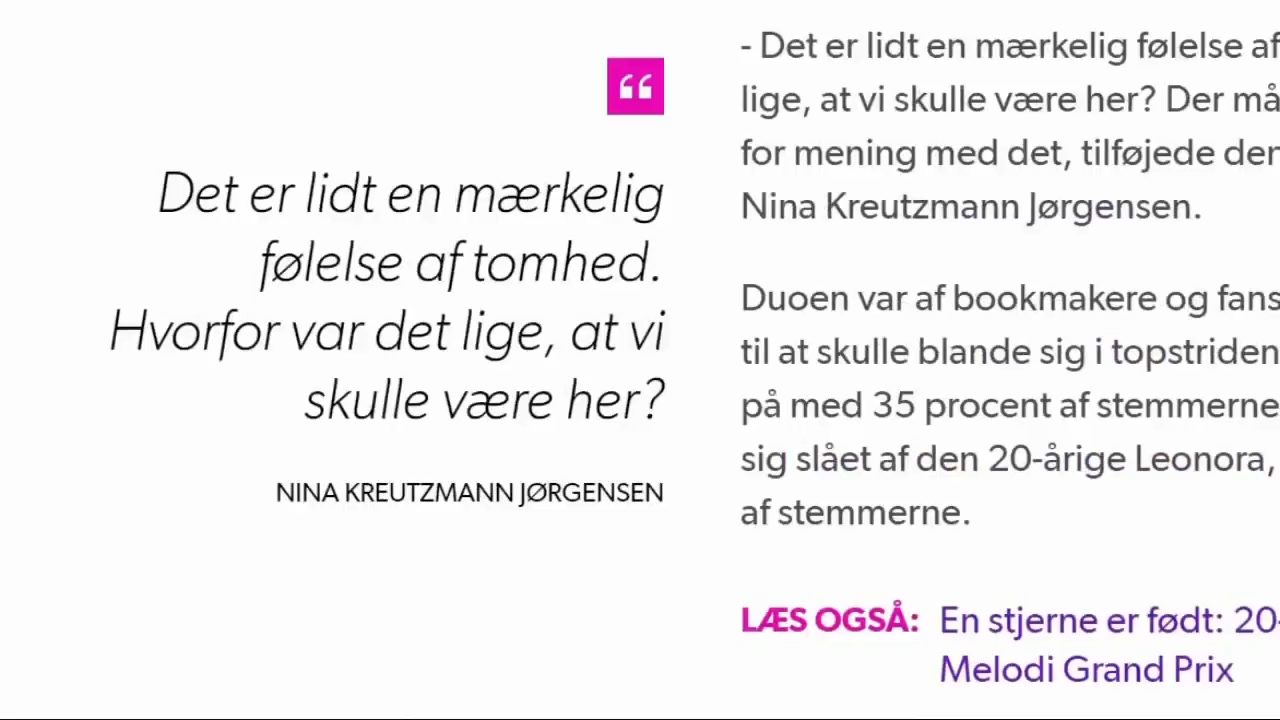 “
Det er lidt en mærkelig
følelse af tomhed.
Hvorfor var det lige, at vi
skulle være her?
NINA KREUTZMANN JØRGENSEN
- Det er lidt en mærkelig følelse af
lige, at vi skulle være her? Der må
for mening med det, tilføjede den
Nina Kreutzmann Jørgensen.
Duoen var af bookmakere og fans
til at skulle blande sig i topstriden
på med 35 procent af stemmerne
sig slået af den 20-årige Leonora,
af stemmerne.
LÆS OGSÅ: En stjerne er født: 20-
Melodi Grand Prix